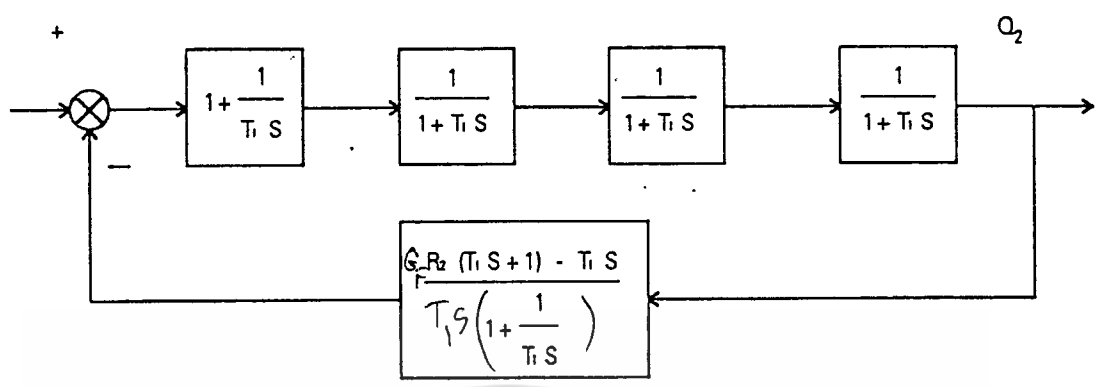 +
Q₂
1 + 1/T₁ S
1/1 + T₁ S
1/1 + T₁ S
1/1 + T₁ S
−
R₂ (T₁ S + 1) - T₁ S
T₁S(1 + 1/T₁ S)